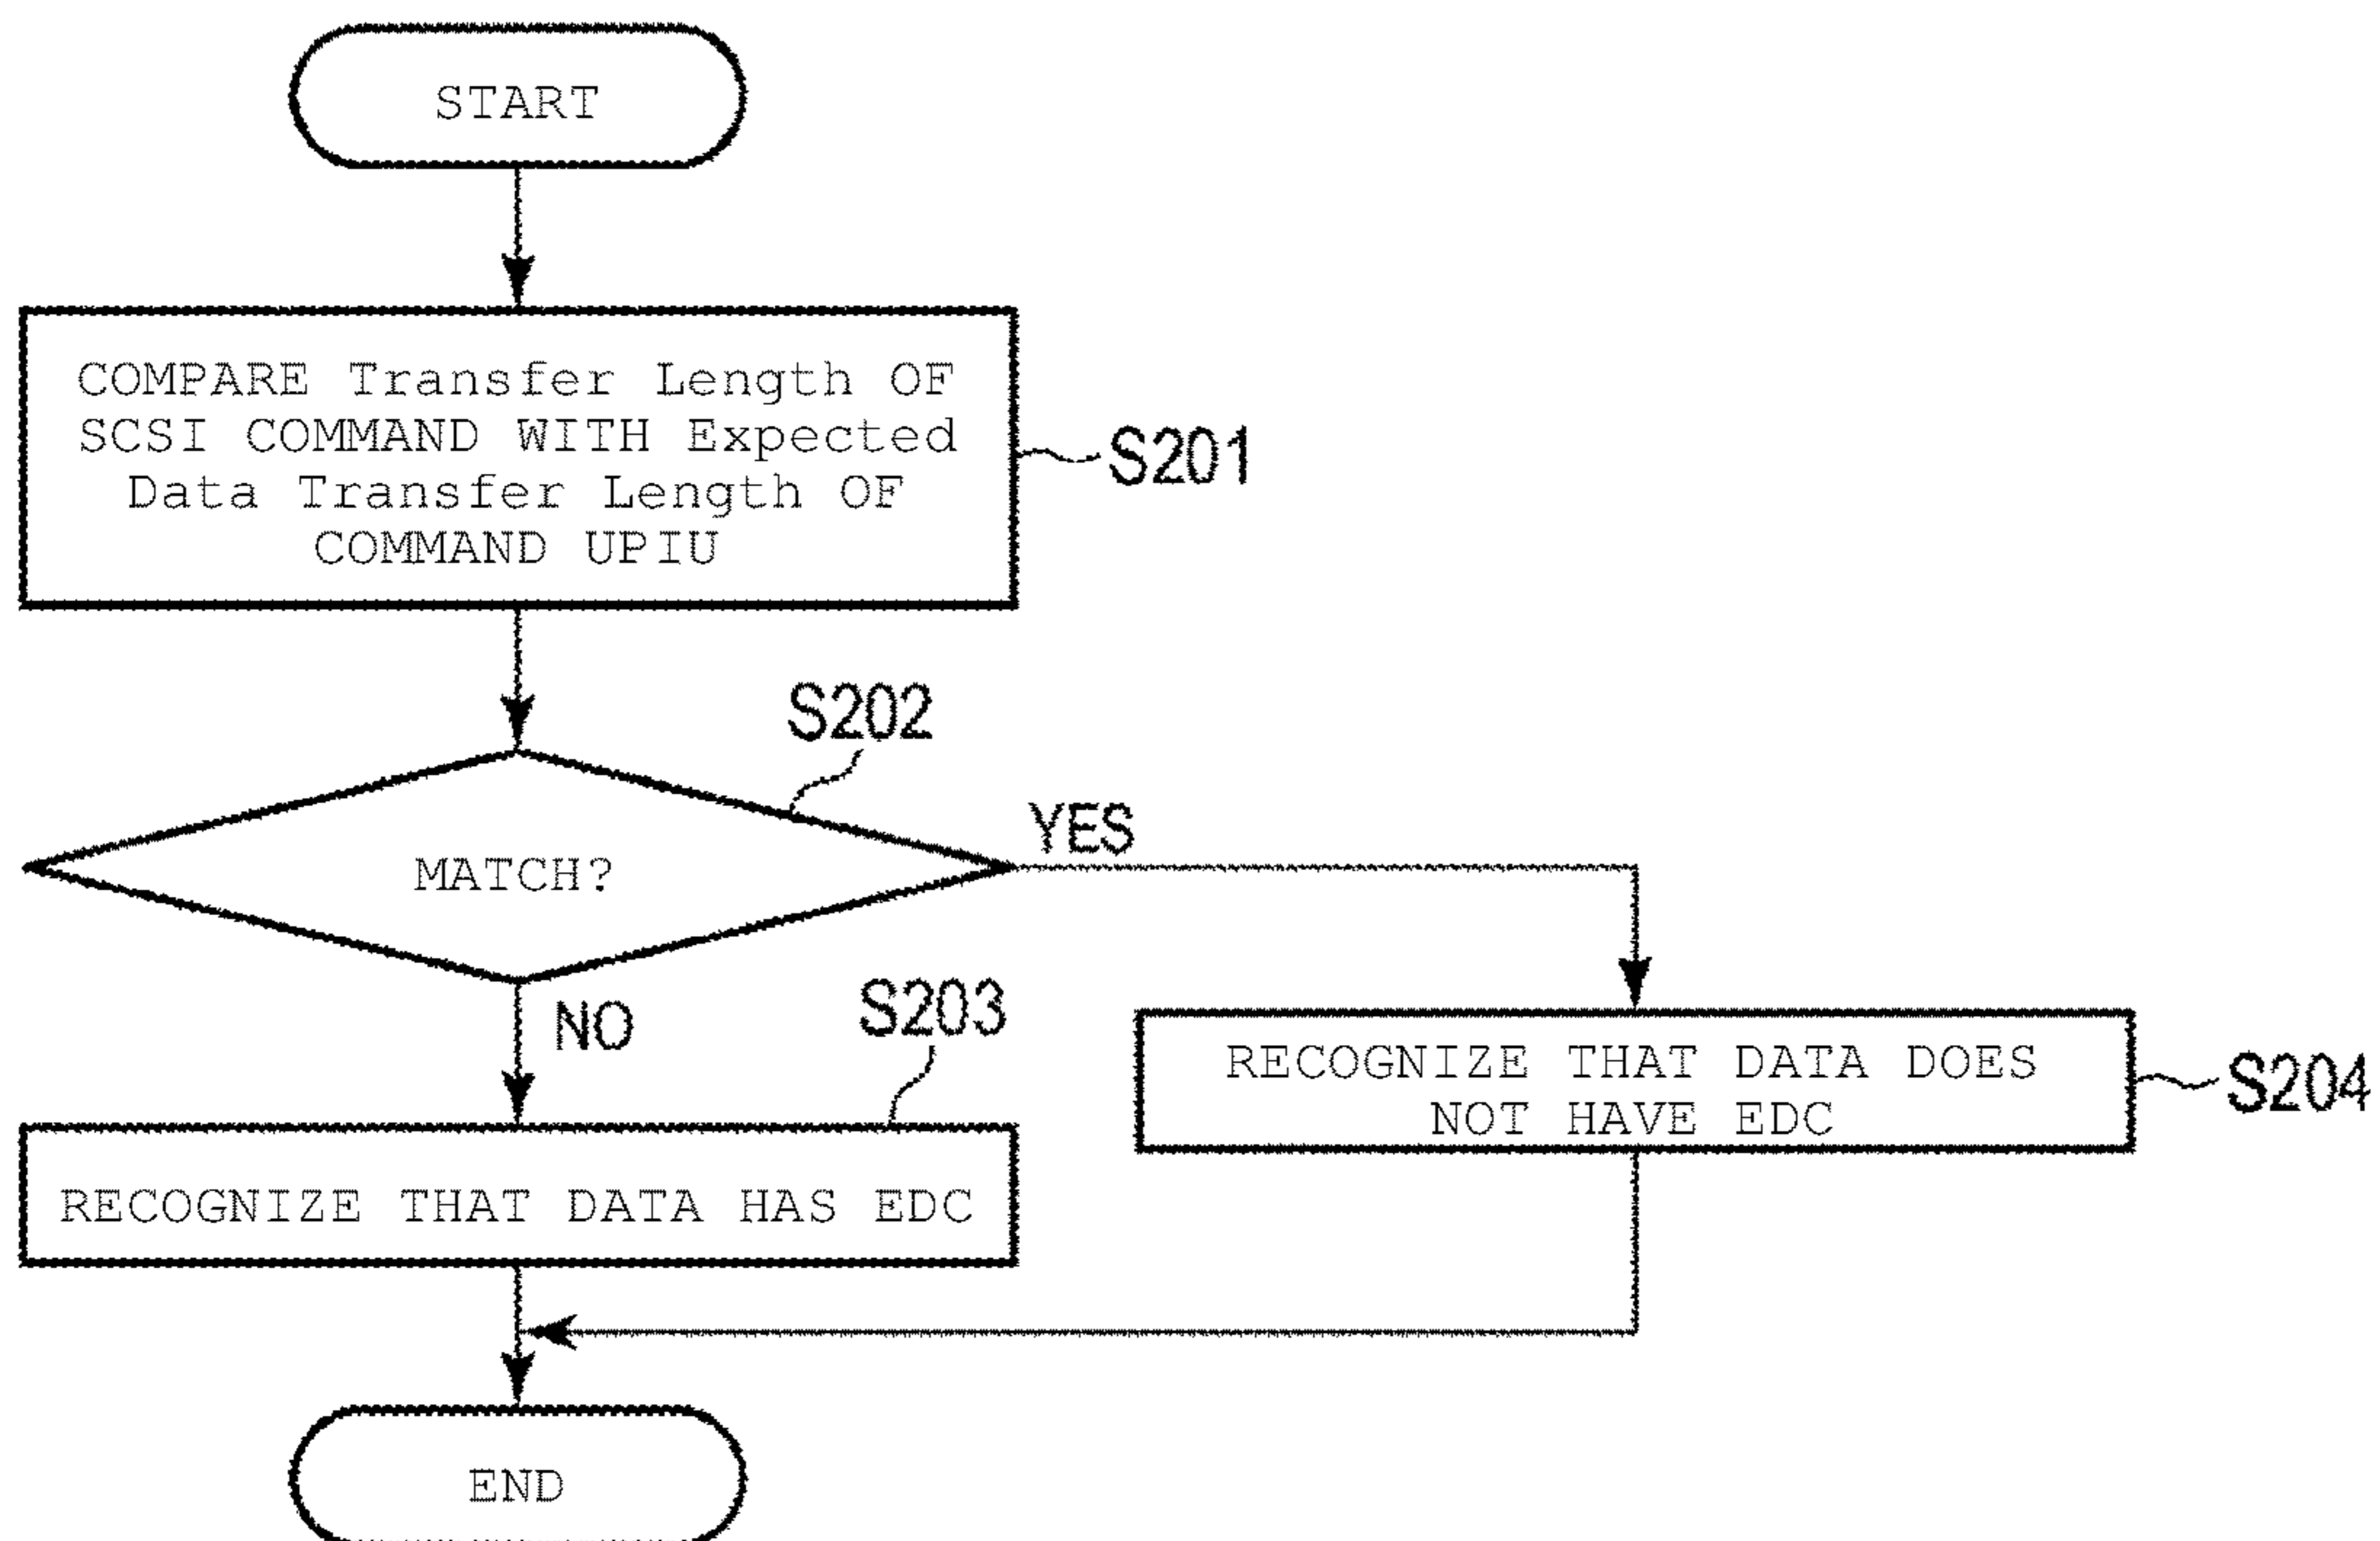 START
COMPARE Transfer Length OF
SCSI COMMAND WITH Expected
Data Transfer Length OF
COMMAND UPIU
S201
S202
MATCH?
YES
NO
S203
RECOGNIZE THAT DATA HAS EDC
RECOGNIZE THAT DATA DOES
NOT HAVE EDC
S204
END